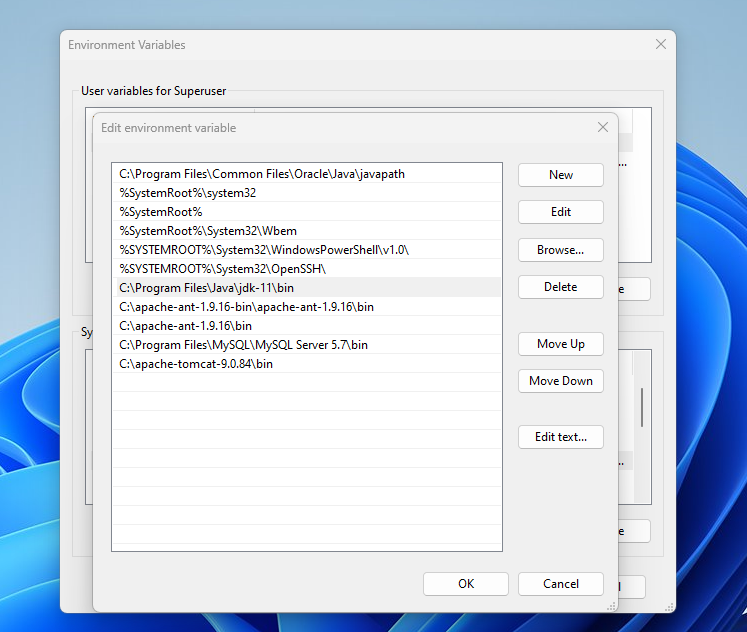 Environment Variables
User variables for Superuser
Edit environment variable
C:\Program Files\Common Files\Oracle\Java\javapath
%SystemRoot%\system32
%SystemRoot%
%SystemRoot%\System32\Wbem
%SYSTEMROOT%\System32\WindowsPowerShell\v1.0\
%SYSTEMROOT%\System32\OpenSSH\
C:\Program Files\Java\jdk-11\bin
C:\apache-ant-1.9.16-bin\apache-ant-1.9.16\bin
C:\apache-ant-1.9.16\bin
C:\Program Files\MySQL\MySQL Server 5.7\bin
C:\apache-tomcat-9.0.84\bin
New
Edit
Browse...
Delete
Move Up
Move Down
Edit text...
OK
Cancel